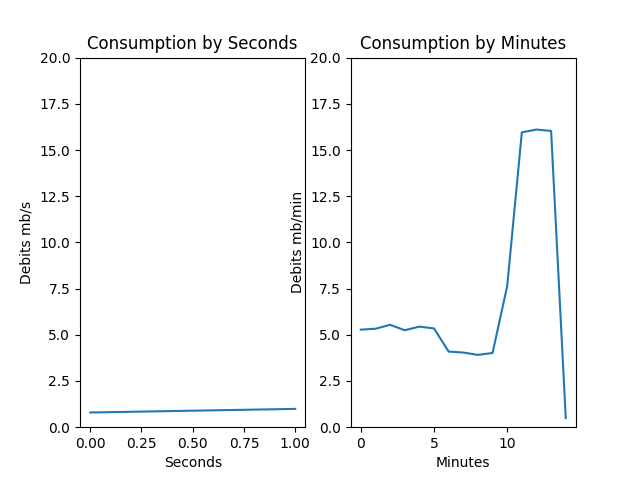 Consumption by Seconds
20.0
17.5
15.0
12.5
10.0
7.5
5.0
2.5
0.0
Debits mb/s
0.00 0.25 0.50 0.75 1.00
Seconds
Consumption by Minutes
20.0
17.5
15.0
12.5
10.0
7.5
5.0
2.5
0.0
Debits mb/min
0 5 10
Minutes